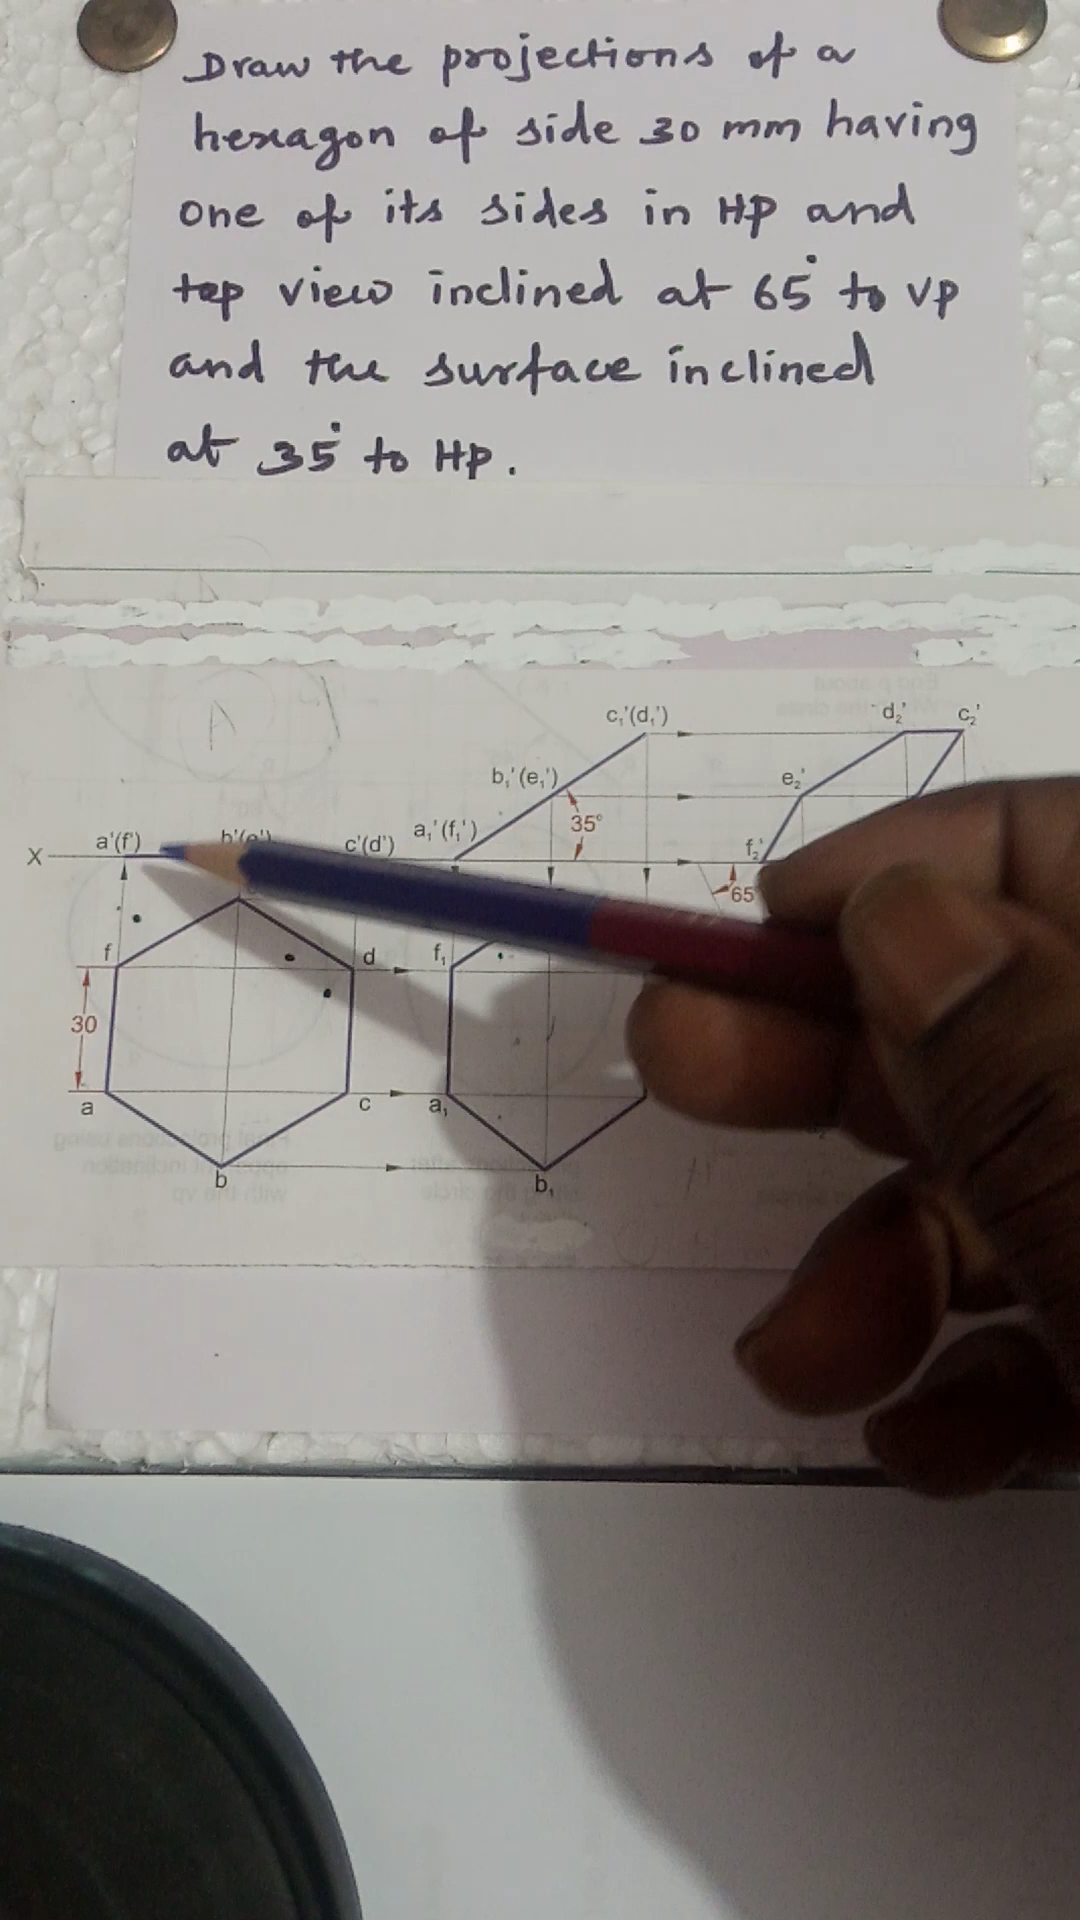 Draw the projections of a
hexagon of side 30 mm having
one of its sides in HP and
top view inclined at 65° to VP
and the surface inclined
at 35° to HP.
c₁'(d₁') d₂' c₂'
b₁'(e₁') e₂'
35°
X a'(f') b'(e') c'(d') a₁'(f₁') f₂'
65
f d f₁
30
a c a₁
b b₁